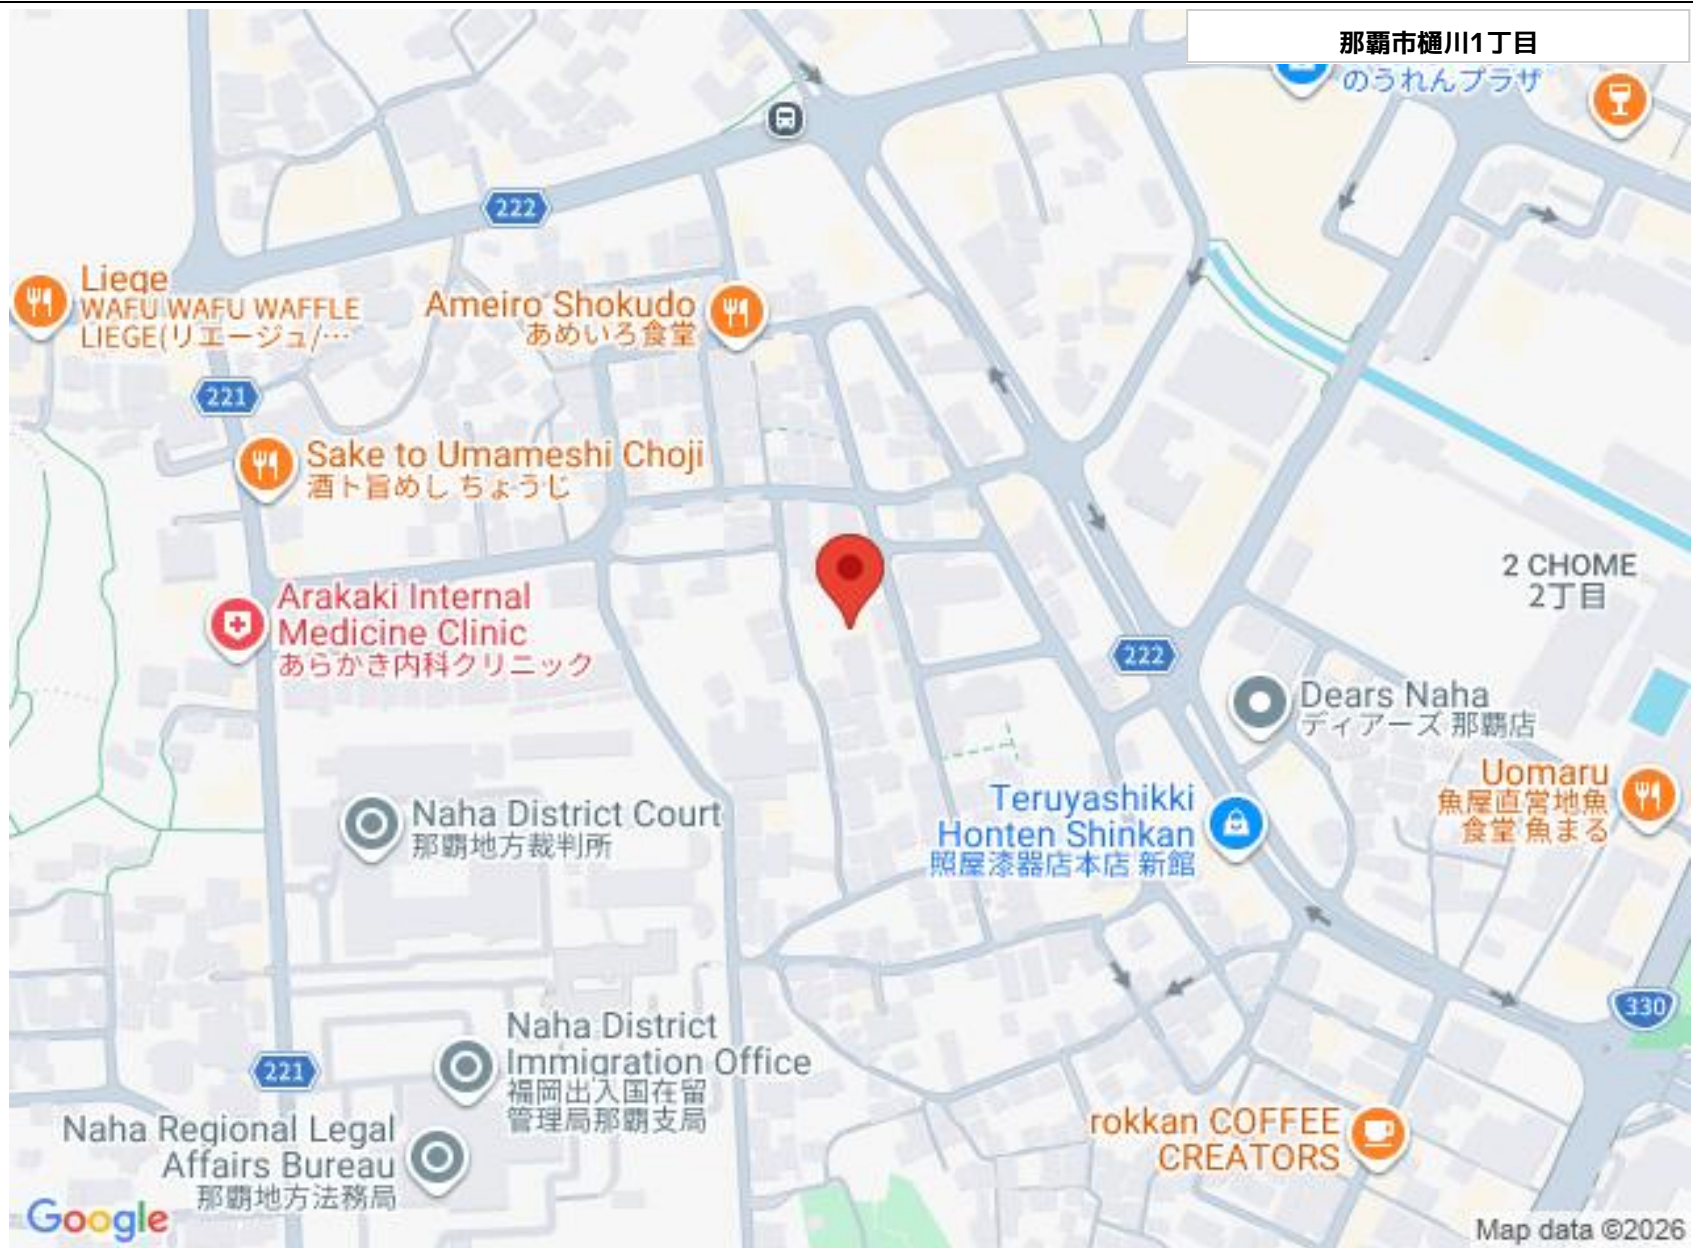 那覇市樋川1丁目
のうれんプラザ
222
Liege
WAFU WAFU WAFFLE
LIEGE(リエージュ/…
Ameiro Shokudo
あめいろ食堂
221
Sake to Umameshi Choji
酒ト旨めし ちょうじ
2 CHOME
2丁目
Arakaki Internal
Medicine Clinic
あらかき内科クリニック
222
Dears Naha
ディアーズ 那覇店
Uomaru
魚屋直営地魚
食堂 魚まる
Teruyashikki
Honten Shinkan
照屋漆器店本店 新館
Naha District Court
那覇地方裁判所
330
Naha District
Immigration Office
福岡出入国在留
管理局那覇支局
221
Naha Regional Legal
Affairs Bureau
那覇地方法務局
rokkan COFFEE
CREATORS
Google
Map data ©2026